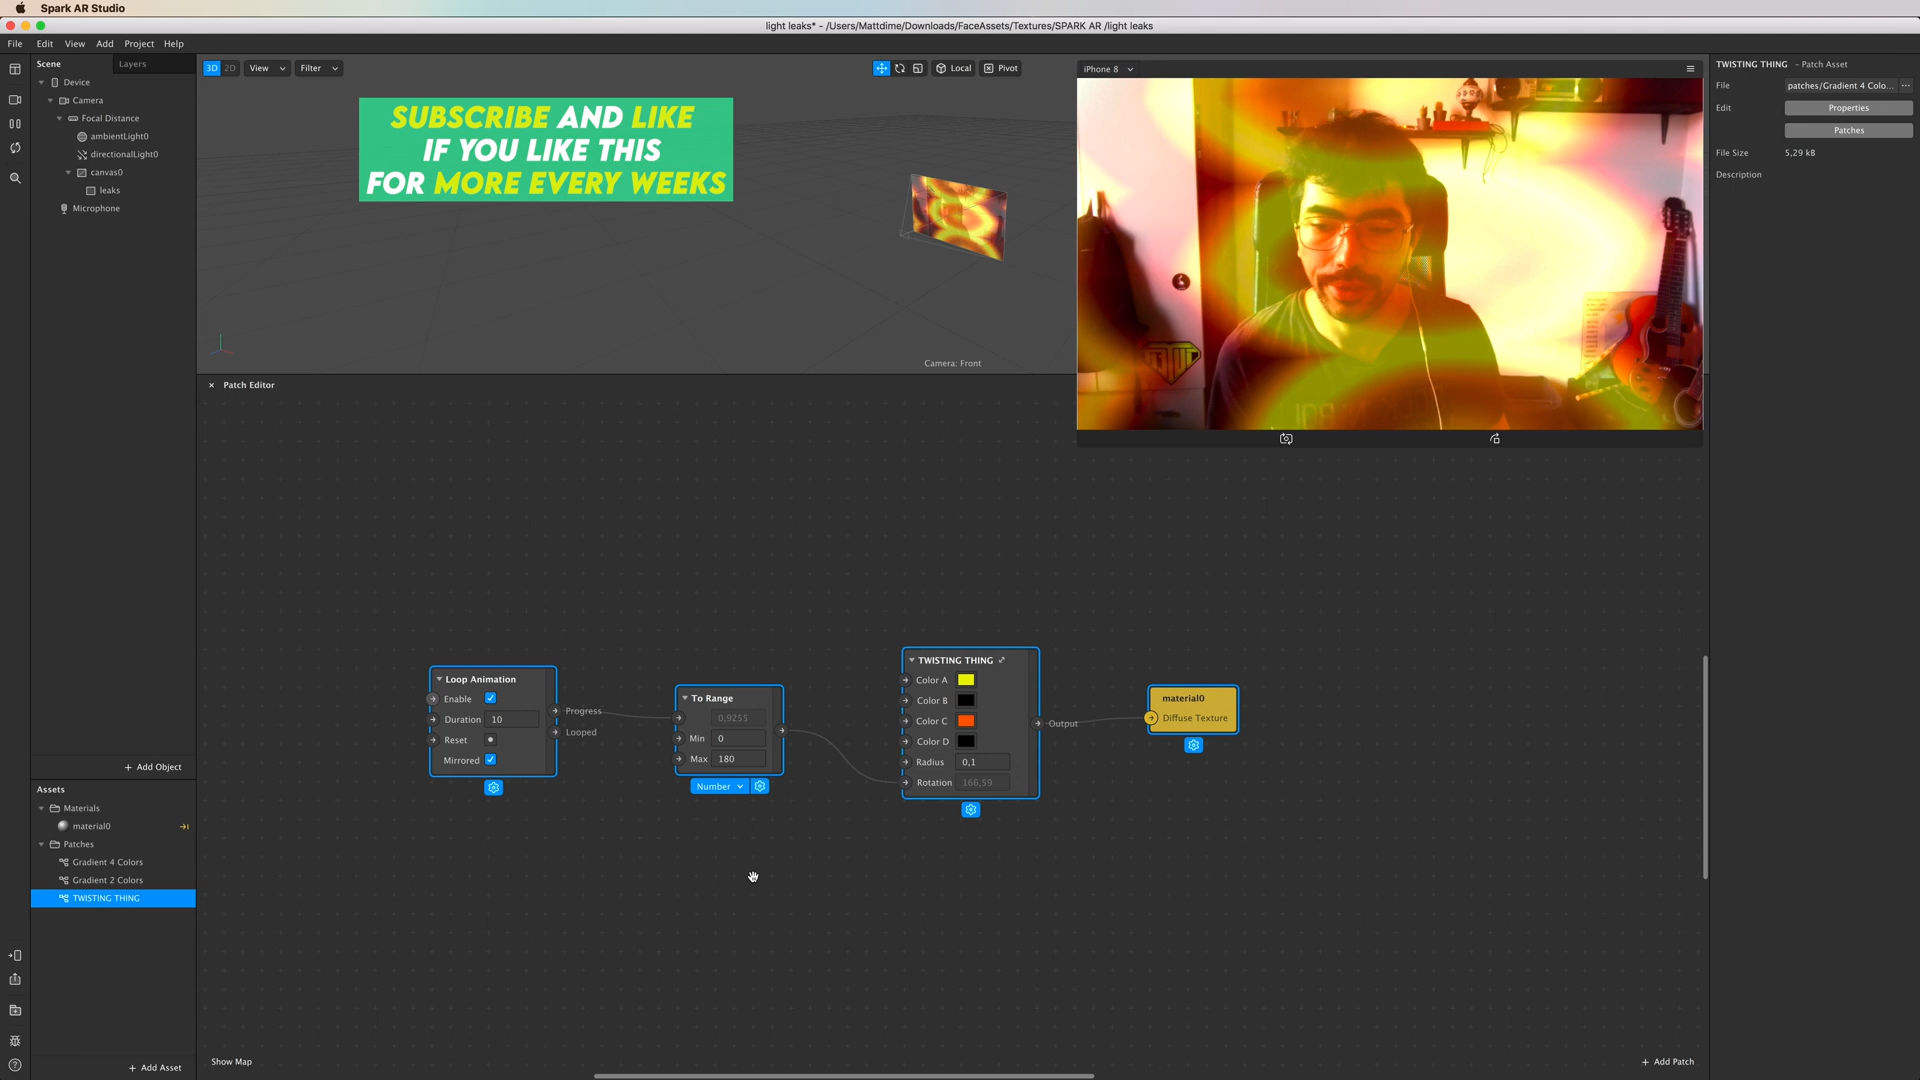 Spark AR Studio
light leaks* - /Users/Mattdime/Downloads/FaceAssets/Textures/SPARK AR /light leaks
File Edit View Add Project Help
Scene Layers
Device
Camera
Focal Distance
ambientLight0
directionalLight0
canvas0
leaks
Microphone
+ Add Object
Assets
Materials
material0
Patches
Gradient 4 Colors
Gradient 2 Colors
TWISTING THING
+ Add Asset
3D 2D View Filter Local Pivot
SUBSCRIBE AND LIKE
IF YOU LIKE THIS
FOR MORE EVERY WEEKS
Camera: Front
iPhone 8
Patch Editor
Loop Animation
Enable
Duration 10
Reset
Mirrored
Progress
Looped
To Range
0,9255
Min 0
Max 180
Number
TWISTING THING
Color A
Color B
Color C
Color D
Radius 0,1
Rotation 166,59
Output
material0
Diffuse Texture
Show Map
+ Add Patch
TWISTING THING - Patch Asset
File patches/Gradient 4 Colo... ...
Edit Properties
Patches
File Size 5,29 kB
Description